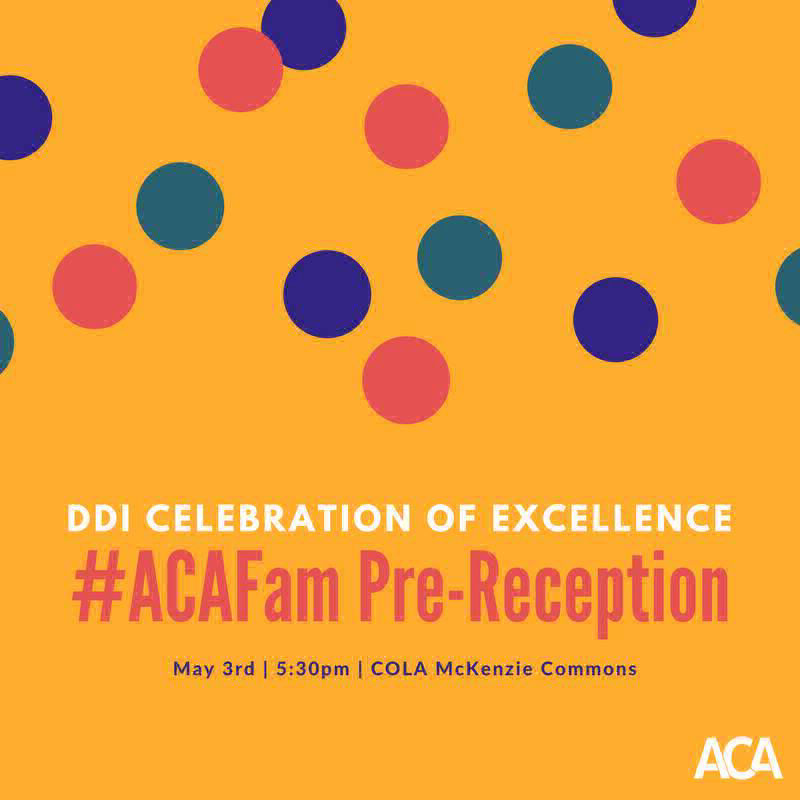 DDI CELEBRATION OF EXCELLENCE
#ACAFam Pre-Reception
May 3rd | 5:30pm | COLA McKenzie Commons
ACA